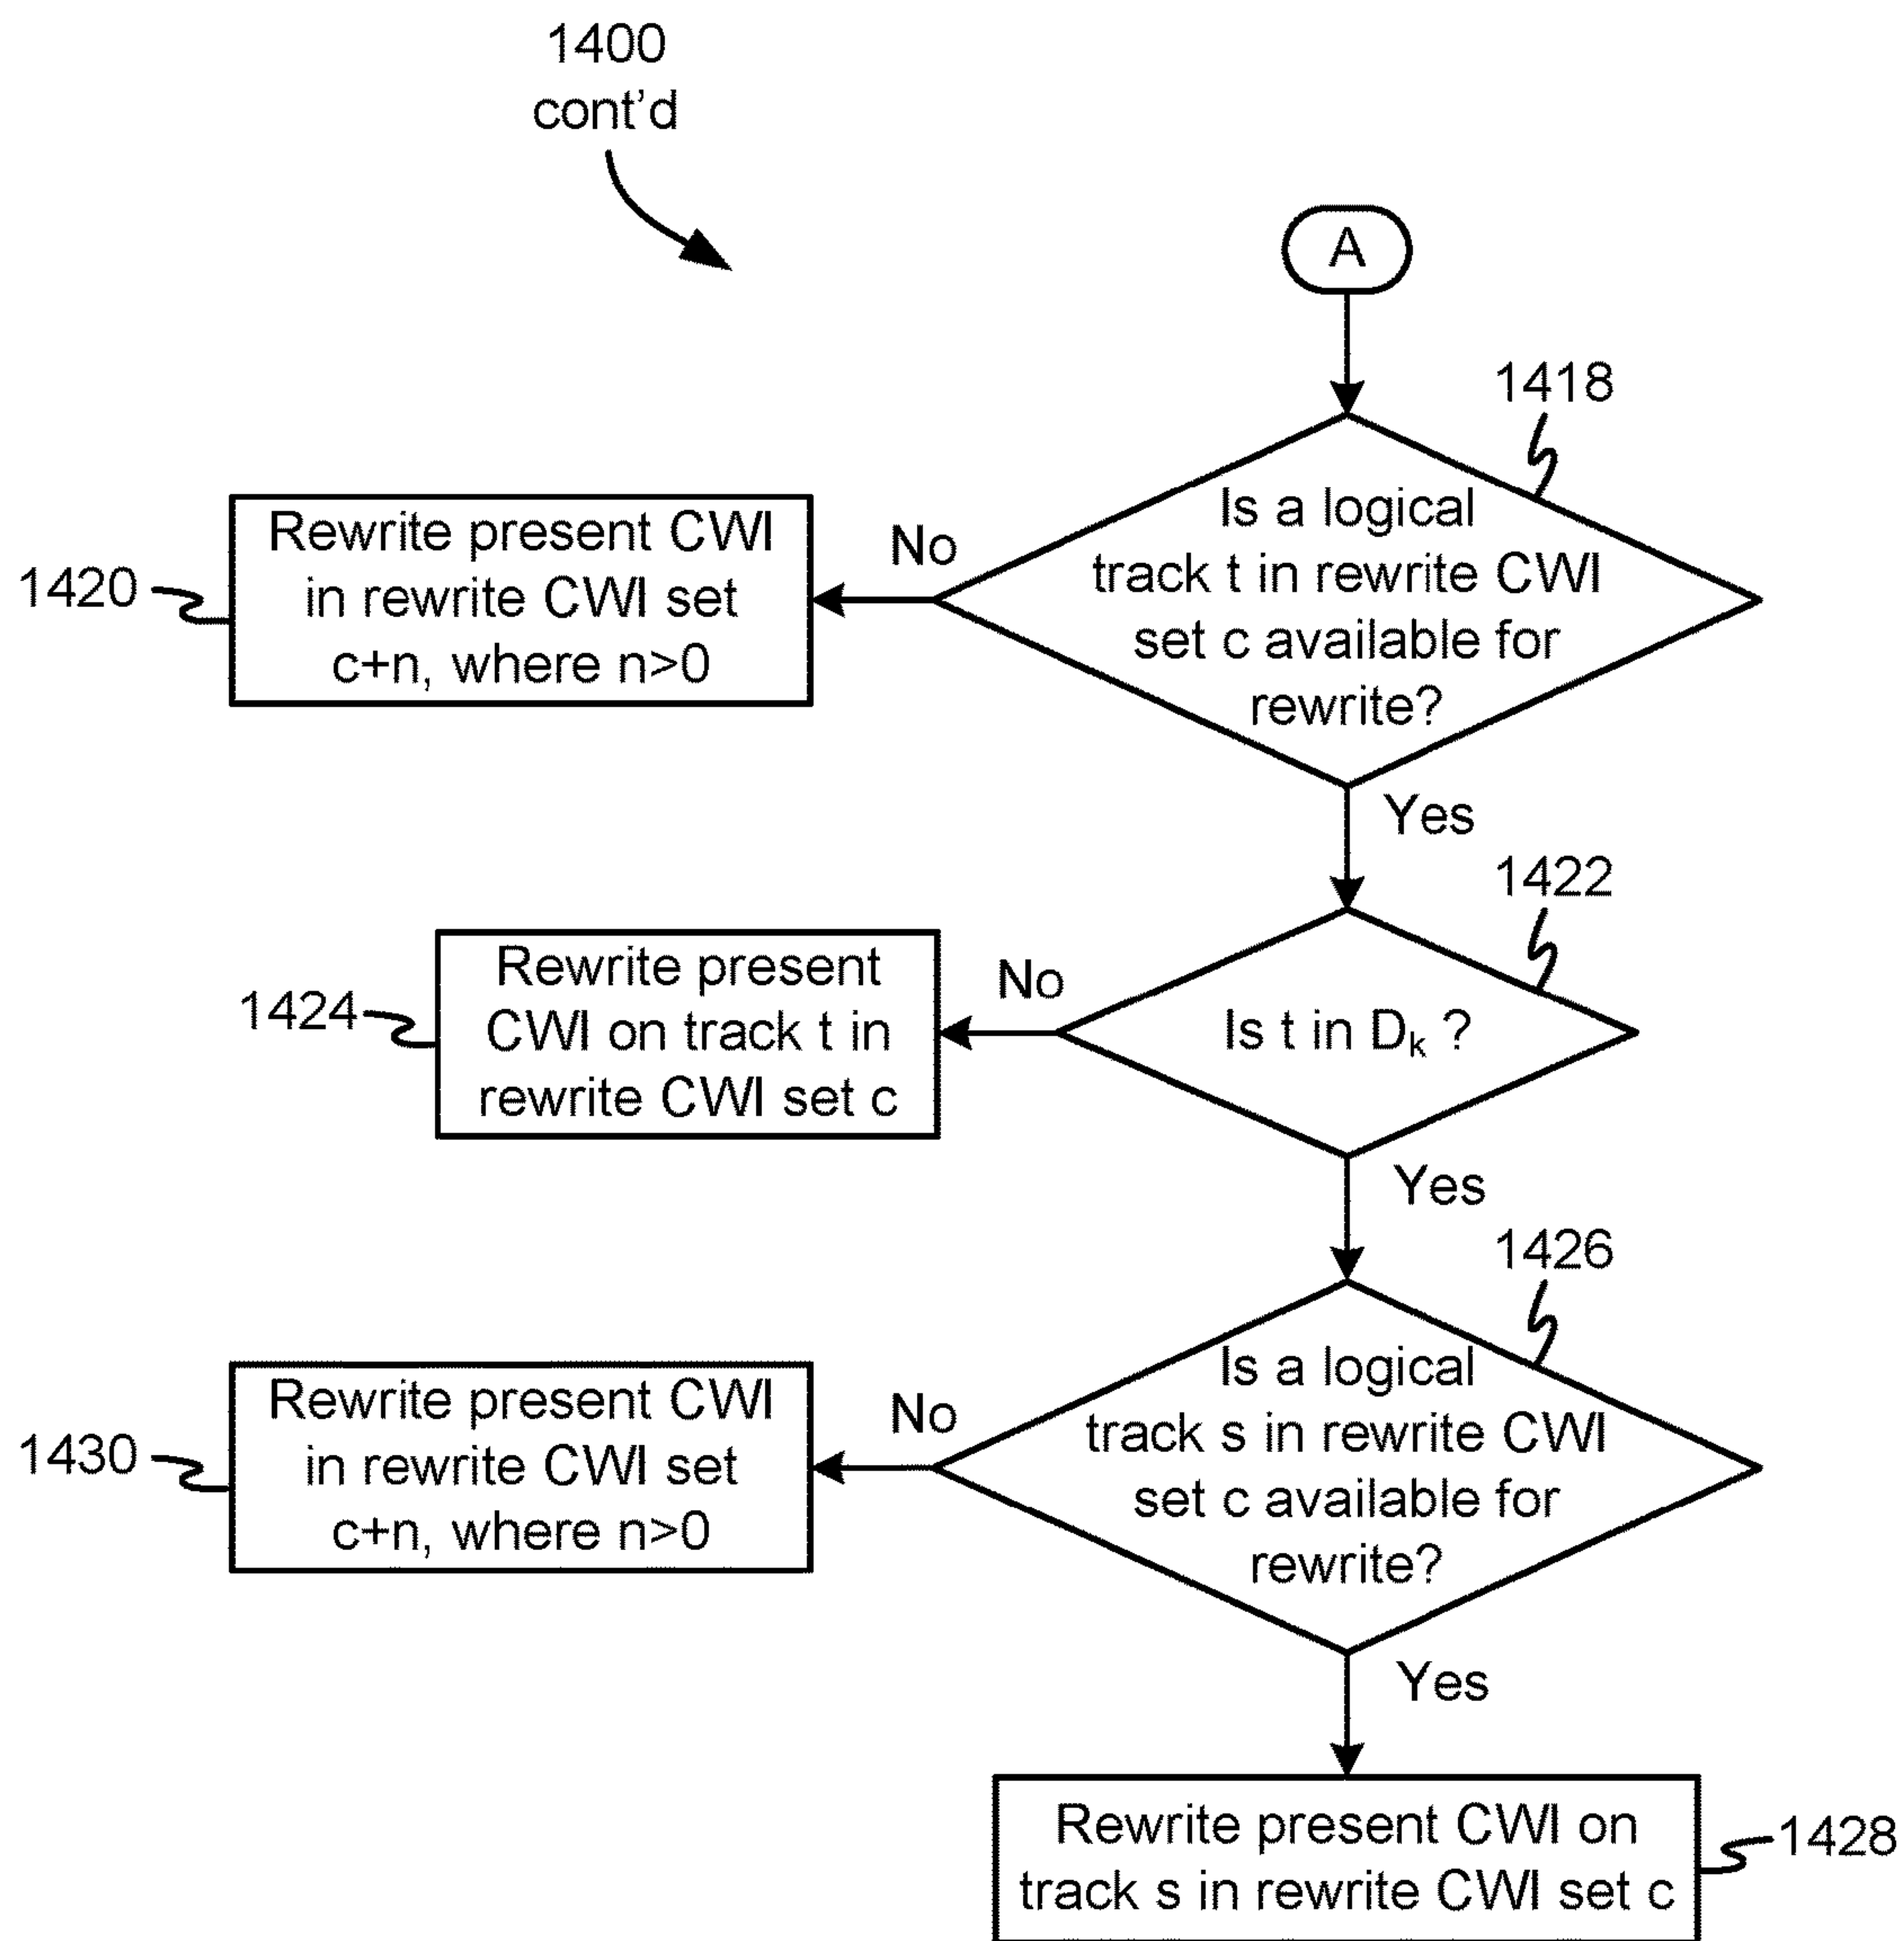 1400
cont'd
A
1418
Is a logical
track t in rewrite CWI
set c available for
rewrite?
No
Rewrite present CWI
in rewrite CWI set
c+n, where n>0
1420
Yes
1422
Is t in Dk ?
No
Rewrite present
CWI on track t in
rewrite CWI set c
1424
Yes
1426
Is a logical
track s in rewrite CWI
set c available for
rewrite?
No
Rewrite present CWI
in rewrite CWI set
c+n, where n>0
1430
Yes
Rewrite present CWI on
track s in rewrite CWI set c
1428